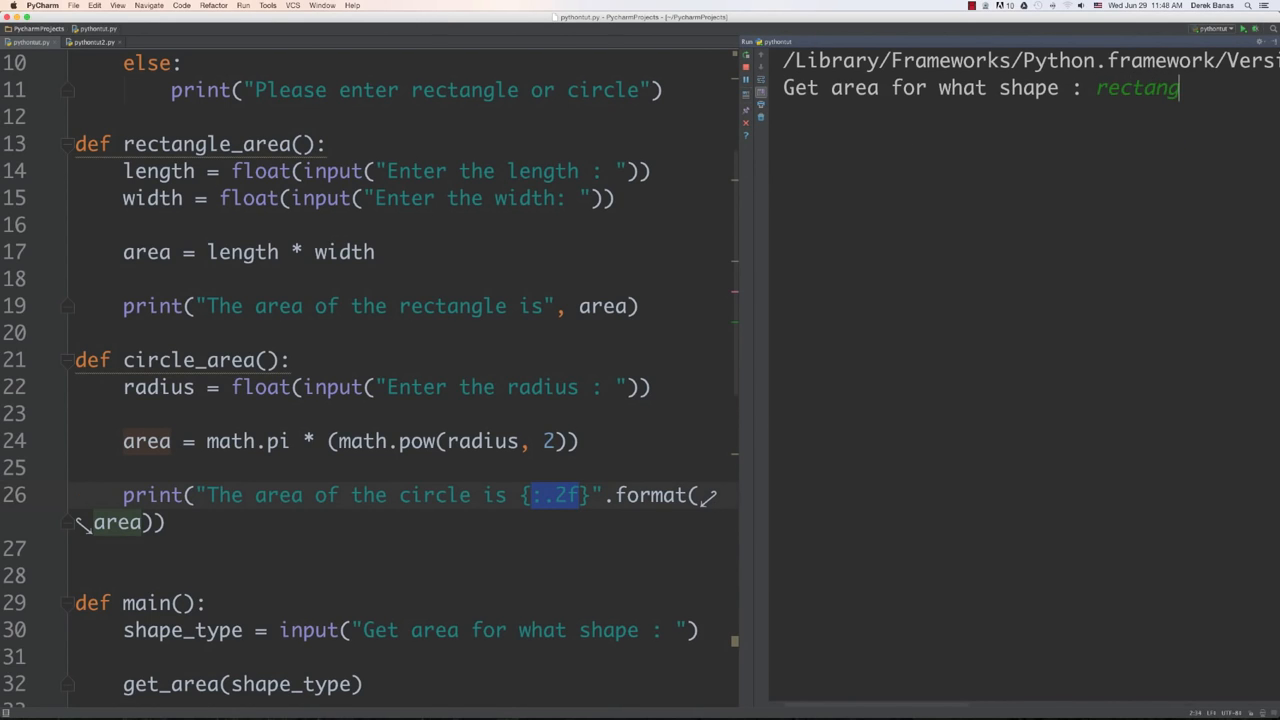 PyCharm File Edit View Navigate Code Refactor Run Tools VCS Window Help
10 Wed Jun 29 11:48 AM Derek Banas
pythontut.py - PycharmProjects - [~/PycharmProjects]
PycharmProjects pythontut.py
pythontut
pythontut.py pythontut2.py
Run pythontut
10 else:
11 print("Please enter rectangle or circle")
12
13 def rectangle_area():
14 length = float(input("Enter the length : "))
15 width = float(input("Enter the width: "))
16
17 area = length * width
18
19 print("The area of the rectangle is", area)
20
21 def circle_area():
22 radius = float(input("Enter the radius : "))
23
24 area = math.pi * (math.pow(radius, 2))
25
26 print("The area of the circle is {:.2f}".format(
area))
27
28
29 def main():
30 shape_type = input("Get area for what shape : ")
31
32 get_area(shape_type)
/Library/Frameworks/Python.framework/Versi
Get area for what shape : rectang
2:54 LF÷ UTF-8÷